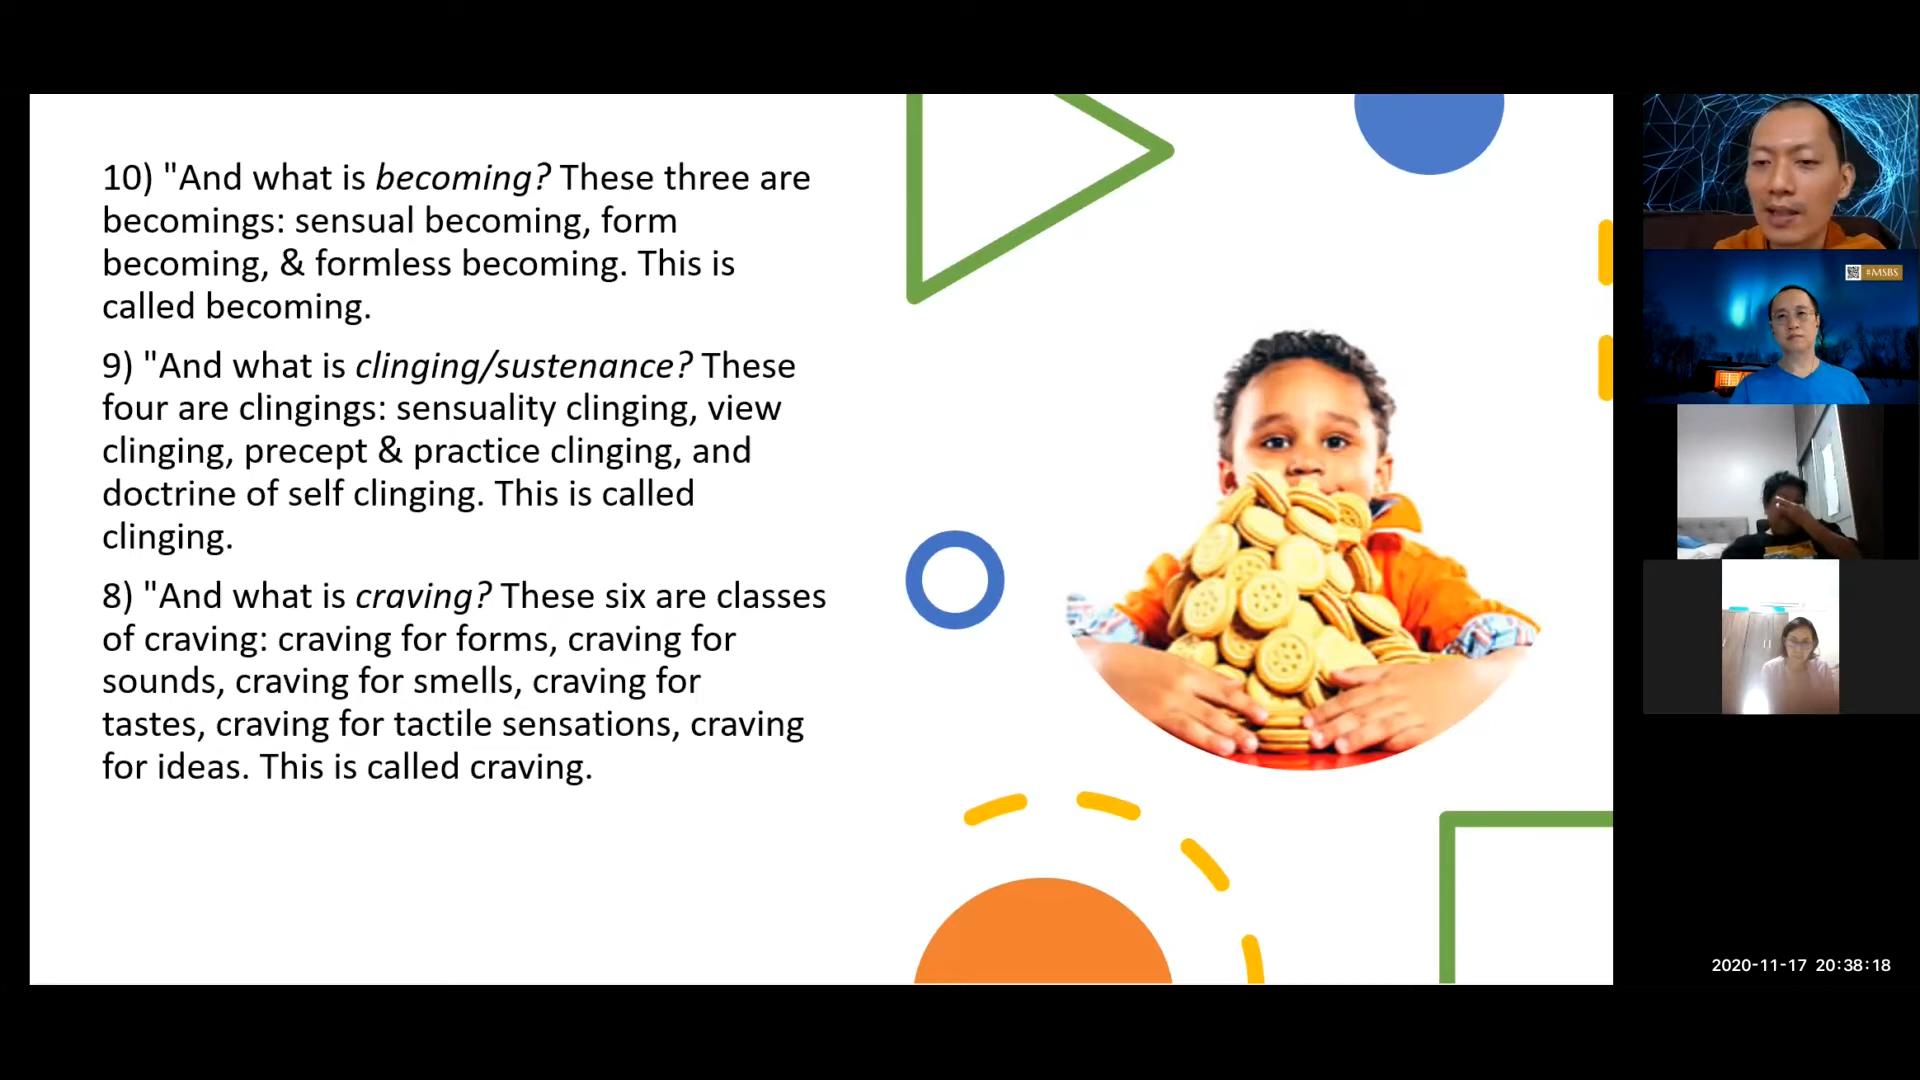 10) "And what is becoming? These three are
becomings: sensual becoming, form
becoming, & formless becoming. This is
called becoming.
9) "And what is clinging/sustenance? These
four are clingings: sensuality clinging, view
clinging, precept & practice clinging, and
doctrine of self clinging. This is called
clinging.
8) "And what is craving? These six are classes
of craving: craving for forms, craving for
sounds, craving for smells, craving for
tastes, craving for tactile sensations, craving
for ideas. This is called craving.
#MSBS
2020-11-17 20:38:18